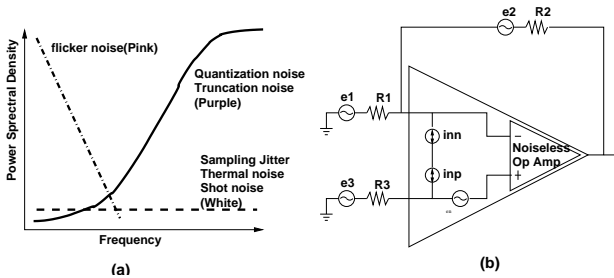 (a)
Power Spectral Density
Frequency
flicker noise(Pink)
Quantization noise
Truncation noise
(Purple)
Sampling Jitter
Thermal noise
Shot noise
(White)
(b)
e2
R2
e1
R1
inn
inp
e3
R3
−
+
Noiseless
Op Amp